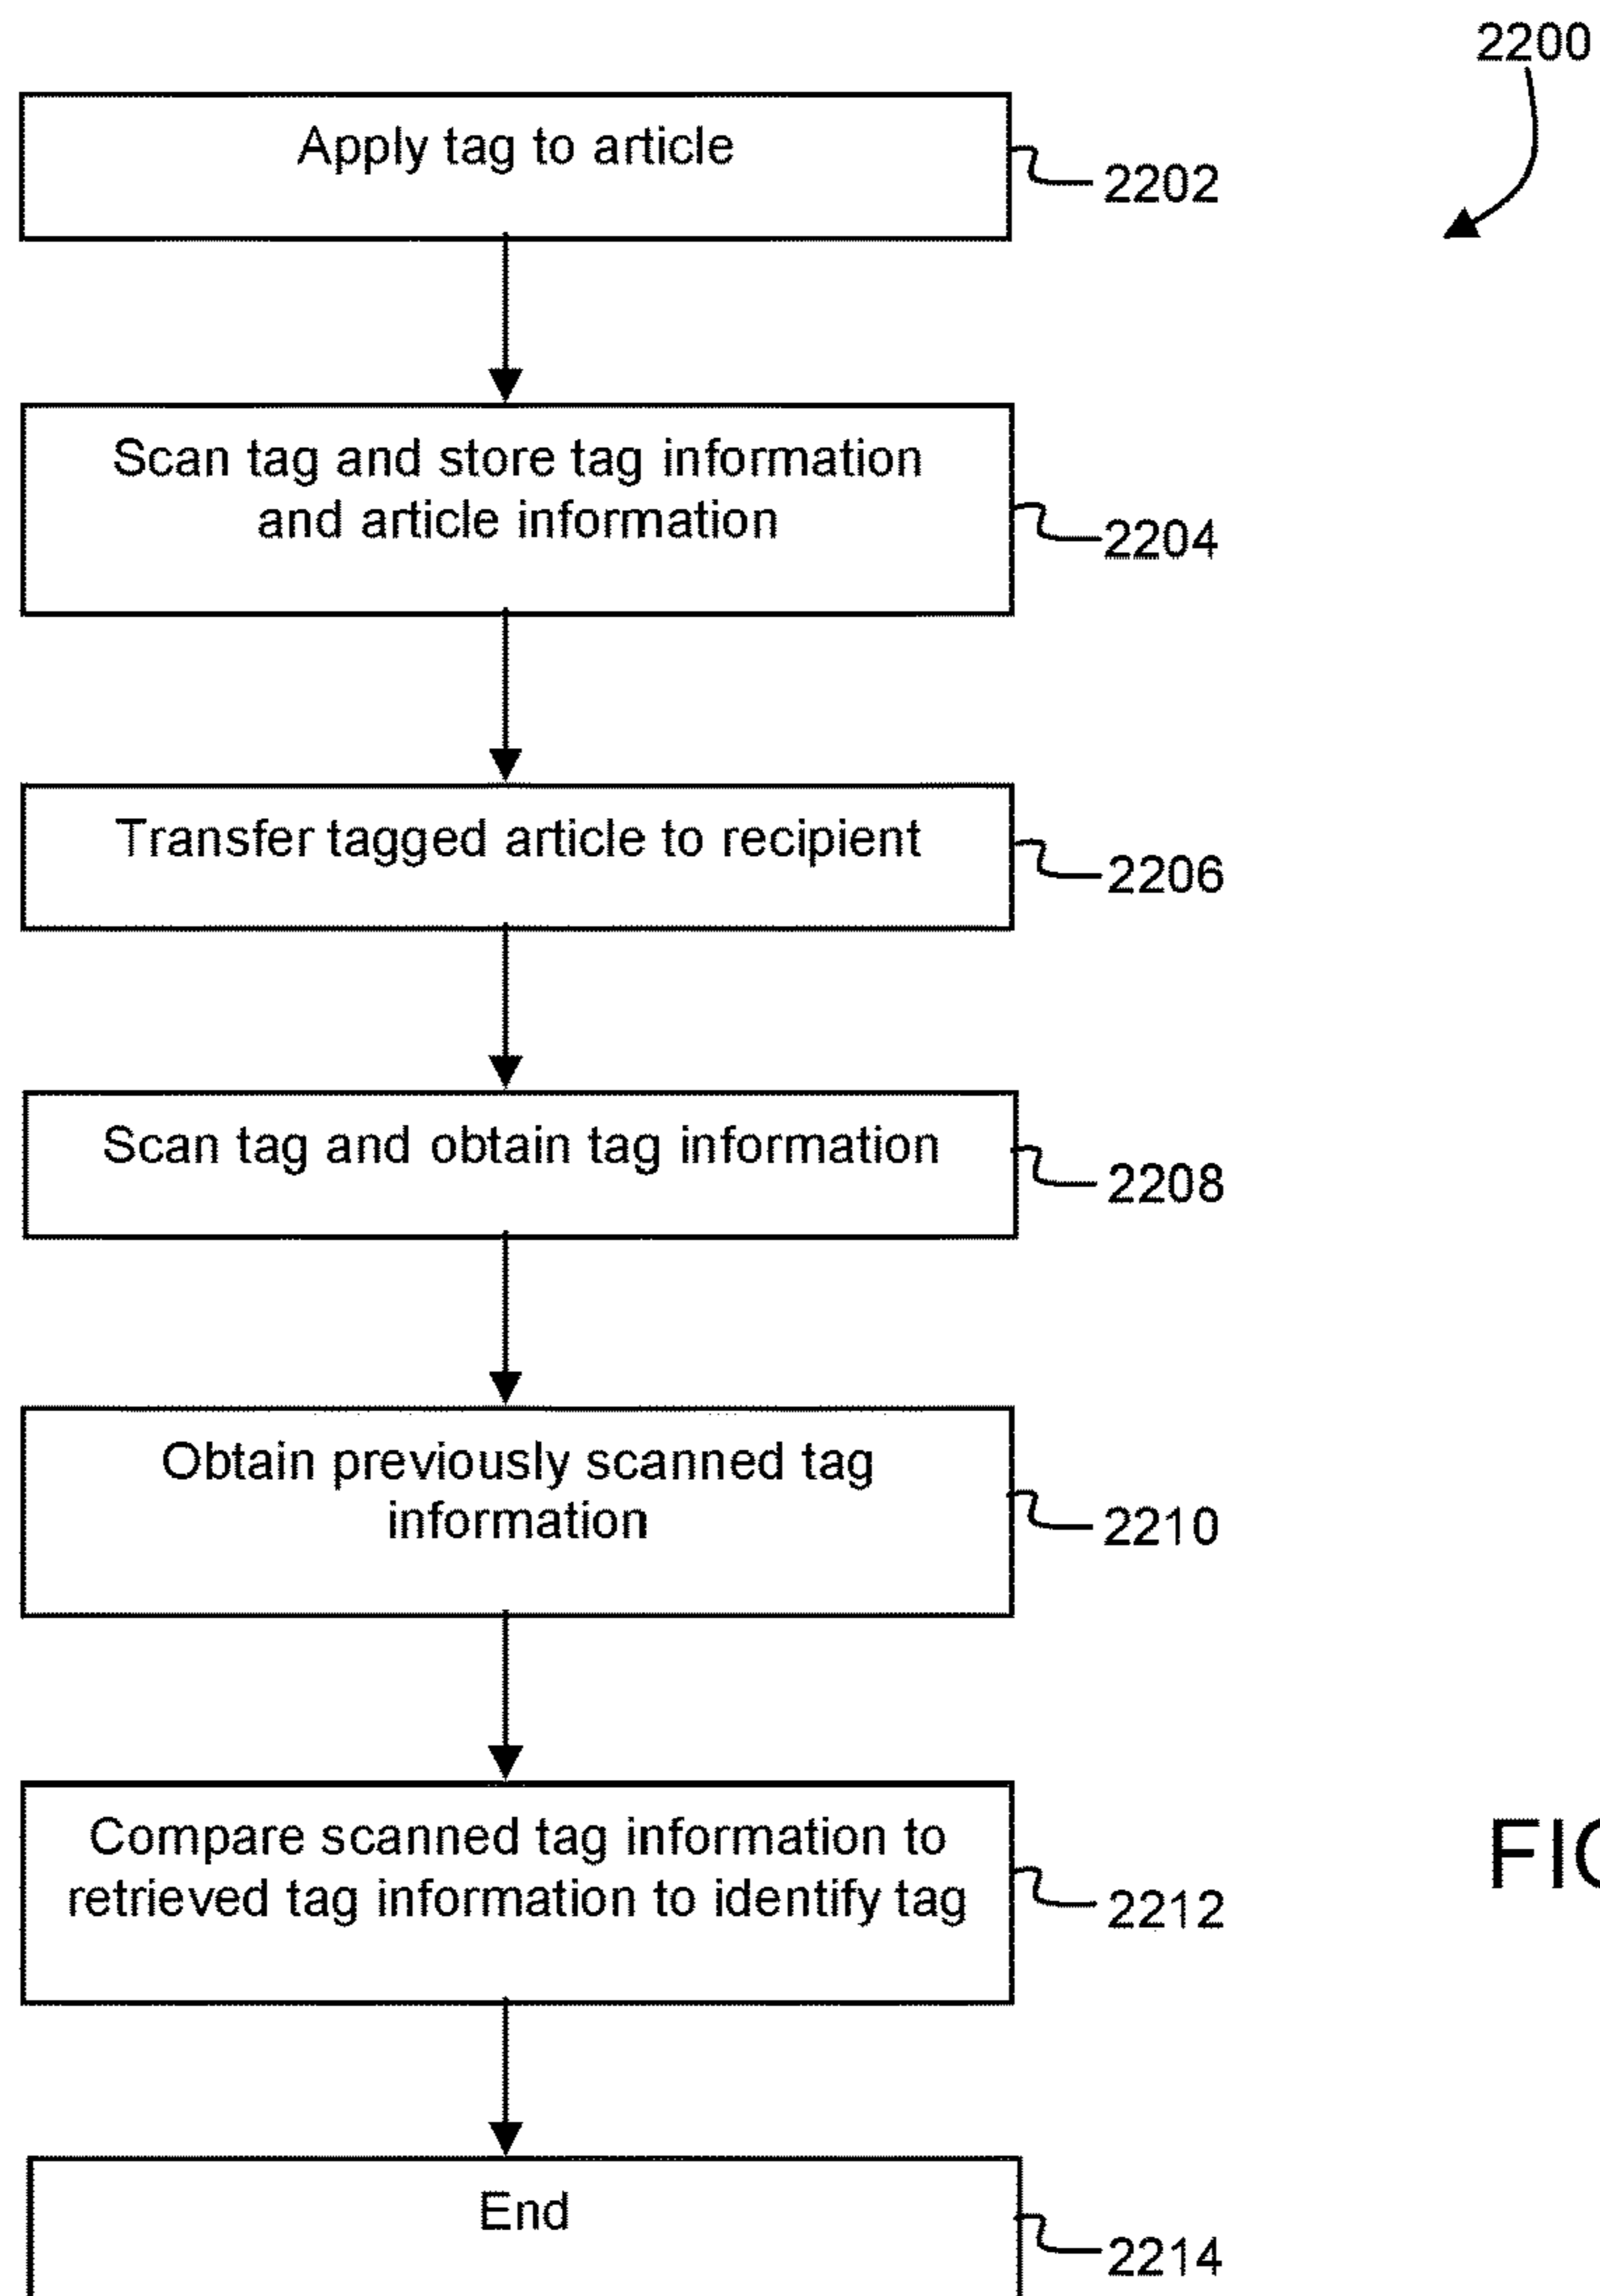 2200
Apply tag to article
2202
Scan tag and store tag information
and article information
2204
Transfer tagged article to recipient
2206
Scan tag and obtain tag information
2208
Obtain previously scanned tag
information
2210
Compare scanned tag information to
retrieved tag information to identify tag
2212
End
2214